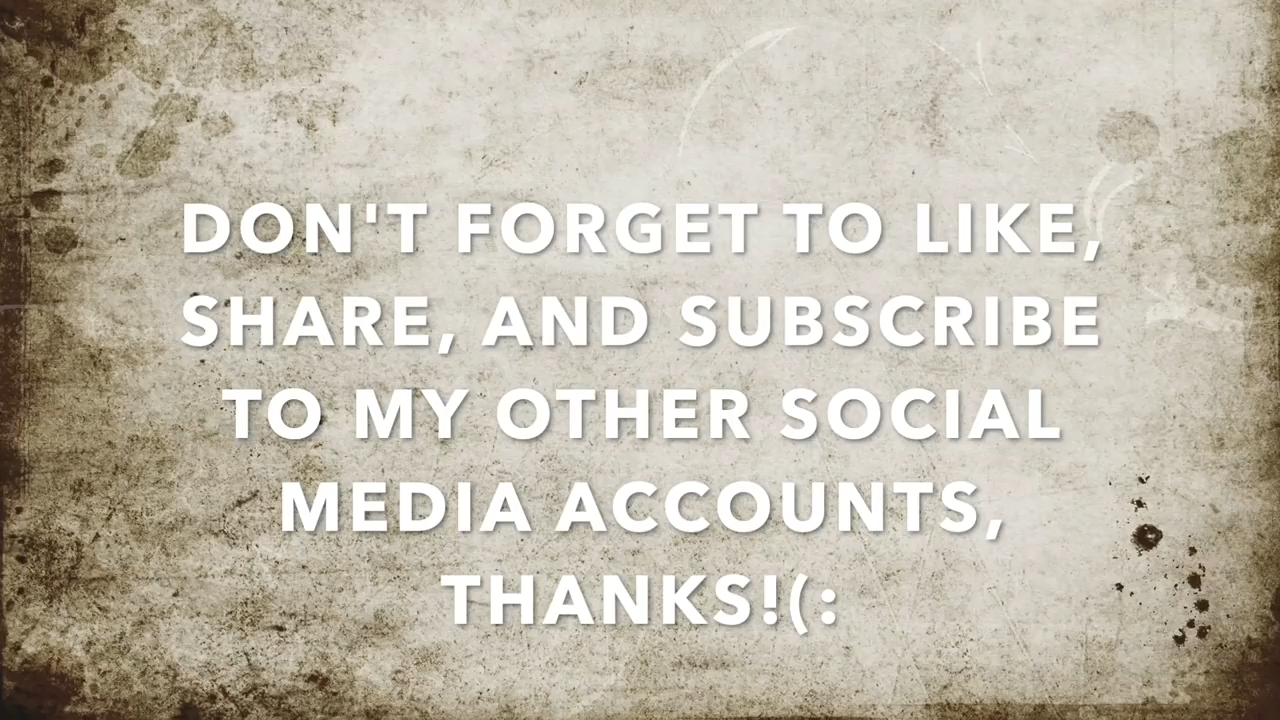 DON'T FORGET TO LIKE,
SHARE, AND SUBSCRIBE
TO MY OTHER SOCIAL
MEDIA ACCOUNTS,
THANKS!(: